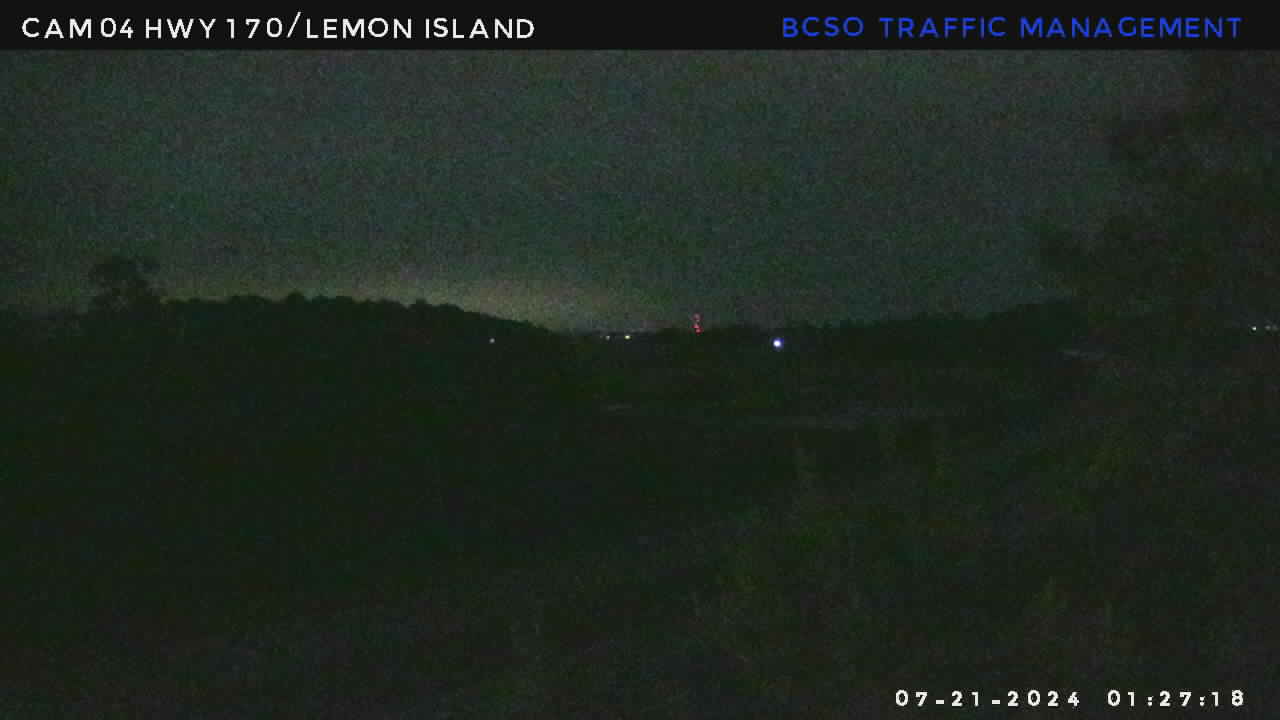 CAM 04 HWY 170/LEMON ISLAND
BCSO TRAFFIC MANAGEMENT
07-21-2024 01:27:18